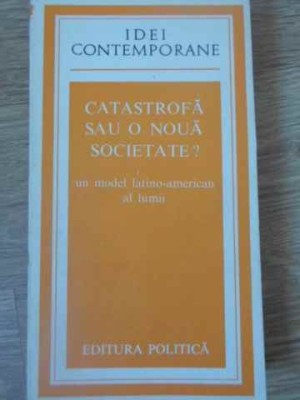 IDEI
CONTEMPORANE
CATASTROFĂ
SAU O NOUĂ
SOCIETATE?
un model latino-american
al lumii
EDITURA POLITICĂ